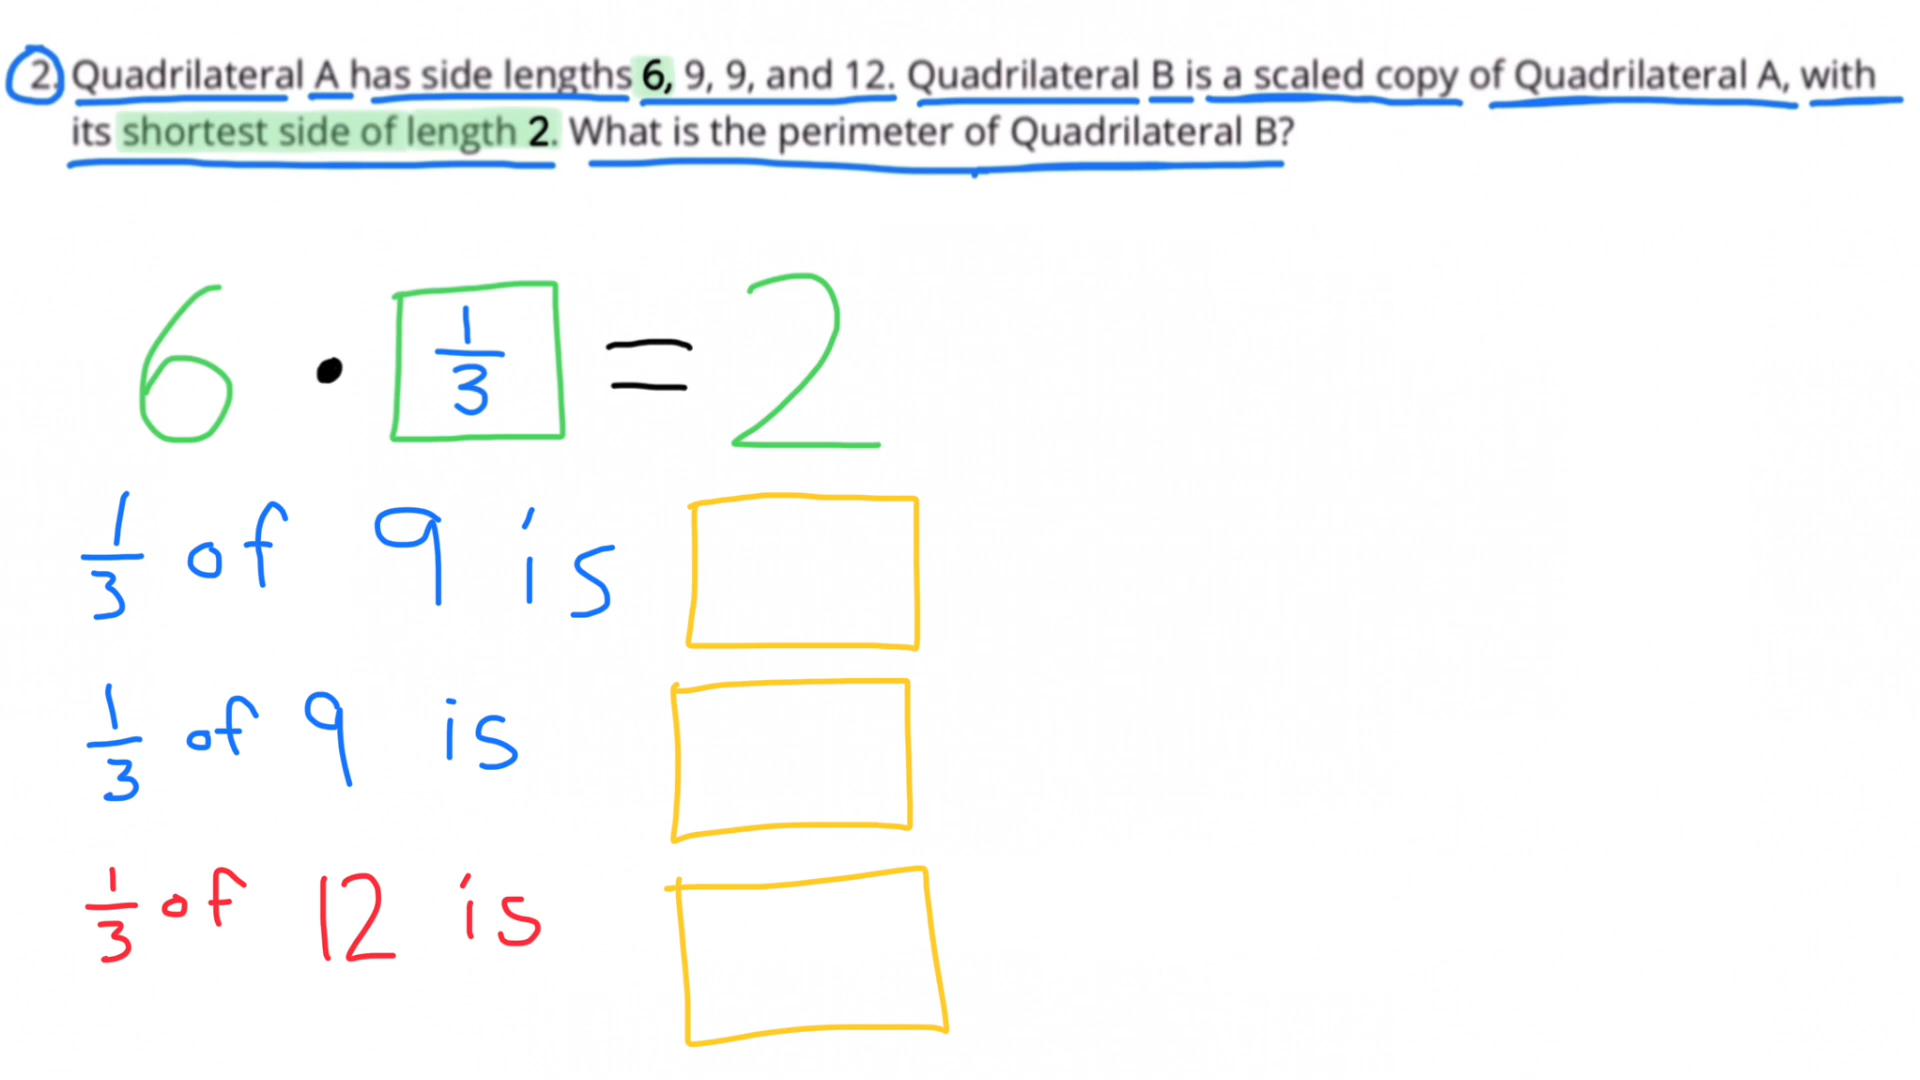 2. Quadrilateral A has side lengths 6, 9, 9, and 12. Quadrilateral B is a scaled copy of Quadrilateral A, with
its shortest side of length 2. What is the perimeter of Quadrilateral B?
6 • 1/3 = 2
1/3 of 9 is
1/3 of 9 is
1/3 of 12 is